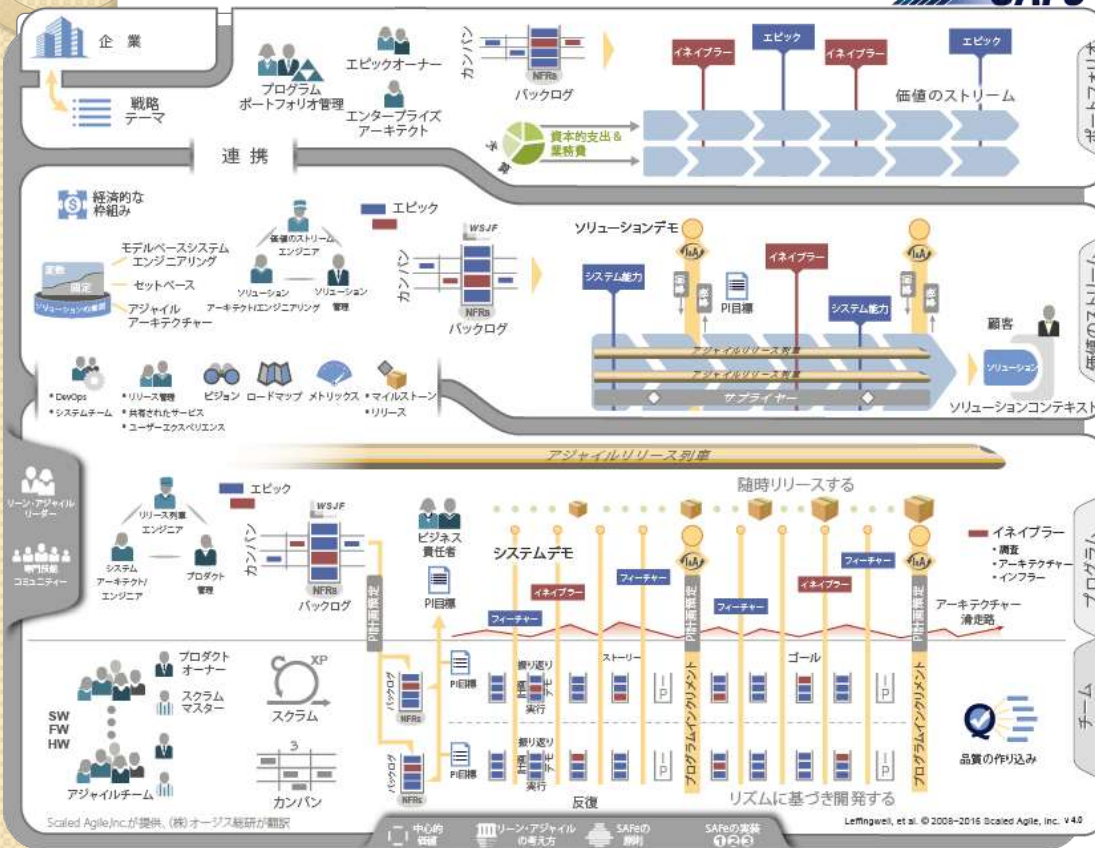 SAFe
企業
戦略
テーマ
プログラム
ポートフォリオ管理
エピックオーナー
エンタープライズ
アーキテクト
カンバン
NFRs
バックログ
イネイブラー
エピック
イネイブラー
エピック
価値のストリーム
予算
資本的支出&
業務費
ポートフォリオ
連携
経済的な
枠組み
モデルベースシステム
エンジニアリング
セットベース
アジャイル
アーキテクチャー
変数
固定
価値のストリーム
エンジニア
ソリューション
アーキテクト/エンジニアリング
ソリューション
管理
エピック
カンバン
WSJF
NFRs
バックログ
ソリューションデモ
システム能力
I&A
PI目標
イネイブラー
システム能力
I&A
顧客
アジャイルリリース列車
アジャイルリリース列車
サプライヤー
ソリューション
ソリューションコンテキスト
価値のストリーム
• DevOps
• システムチーム
• リリース管理
• 共有されたサービス
• ユーザーエクスペリエンス
ビジョン
ロードマップ
メトリックス
• マイルストーン
• リリース
アジャイルリリース列車
随時リリースする
リーン・アジャイル
リーダー
専門技能
コミュニティー
リリース列車
エンジニア
システム
アーキテクト/
エンジニア
プロダクト
管理
エピック
カンバン
WSJF
NFRs
バックログ
ビジネス
責任者
PI目標
システムデモ
フィーチャー
イネイブラー
フィーチャー
I&A
フィーチャー
イネイブラー
フィーチャー
I&A
イネイブラー
• 調査
• アーキテクチャー
• インフラー
アーキテクチャー
滑走路
プログラム
プロダクト
オーナー
スクラム
マスター
SW
FW
HW
アジャイルチーム
XP
スクラム
3
カンバン
バックログ
NFRs
PI目標
計画
振り返り
デモ
実行
ストーリー
I P
プログラムインクリメント
ゴール
I P
プログラムインクリメント
バックログ
NFRs
PI目標
計画
振り返り
デモ
実行
I P
I P
反復
リズムに基づき開発する
品質の作り込み
チーム
Scaled Agile,Inc.が提供、(株)オージス総研が翻訳
中心的
価値
リーン・アジャイル
の考え方
SAFeの
原則
SAFeの実装
123
Leffingwell, et al. © 2008-2016 Scaled Agile, Inc. v 4.0